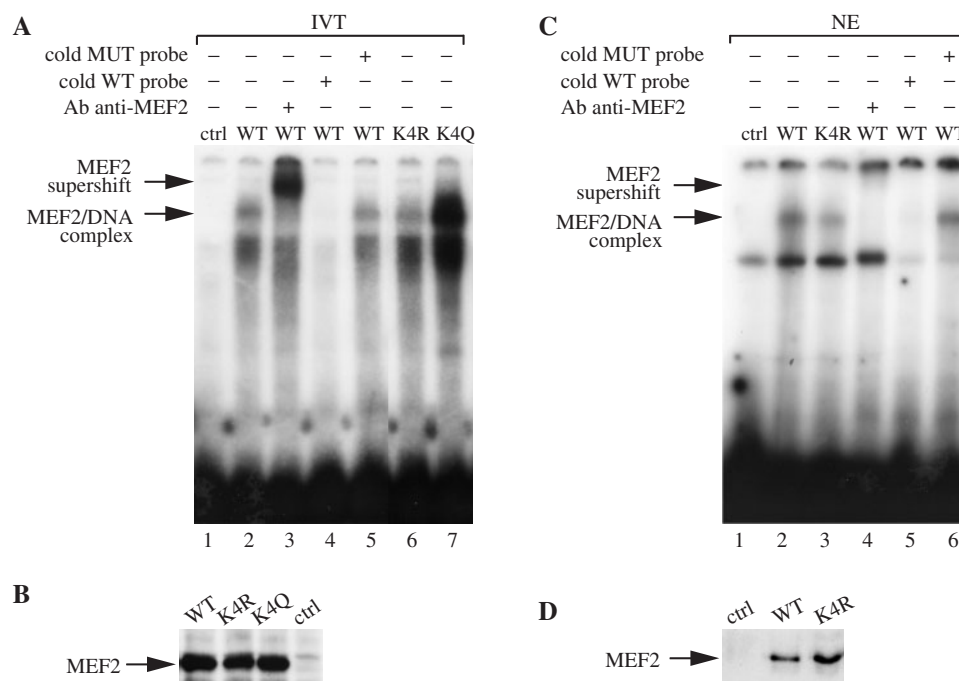 A
IVT
cold MUT probe – – – – + – –
cold WT probe – – – + – – –
Ab anti-MEF2 – – + – – – –
ctrl WT WT WT WT K4R K4Q
MEF2 supershift
MEF2/DNA complex
1 2 3 4 5 6 7
B
WT K4R K4Q ctrl
MEF2
C
NE
cold MUT probe – – – – – +
cold WT probe – – – – + –
Ab anti-MEF2 – – – + – –
ctrl WT K4R WT WT WT
MEF2 supershift
MEF2/DNA complex
1 2 3 4 5 6
D
ctrl WT K4R
MEF2